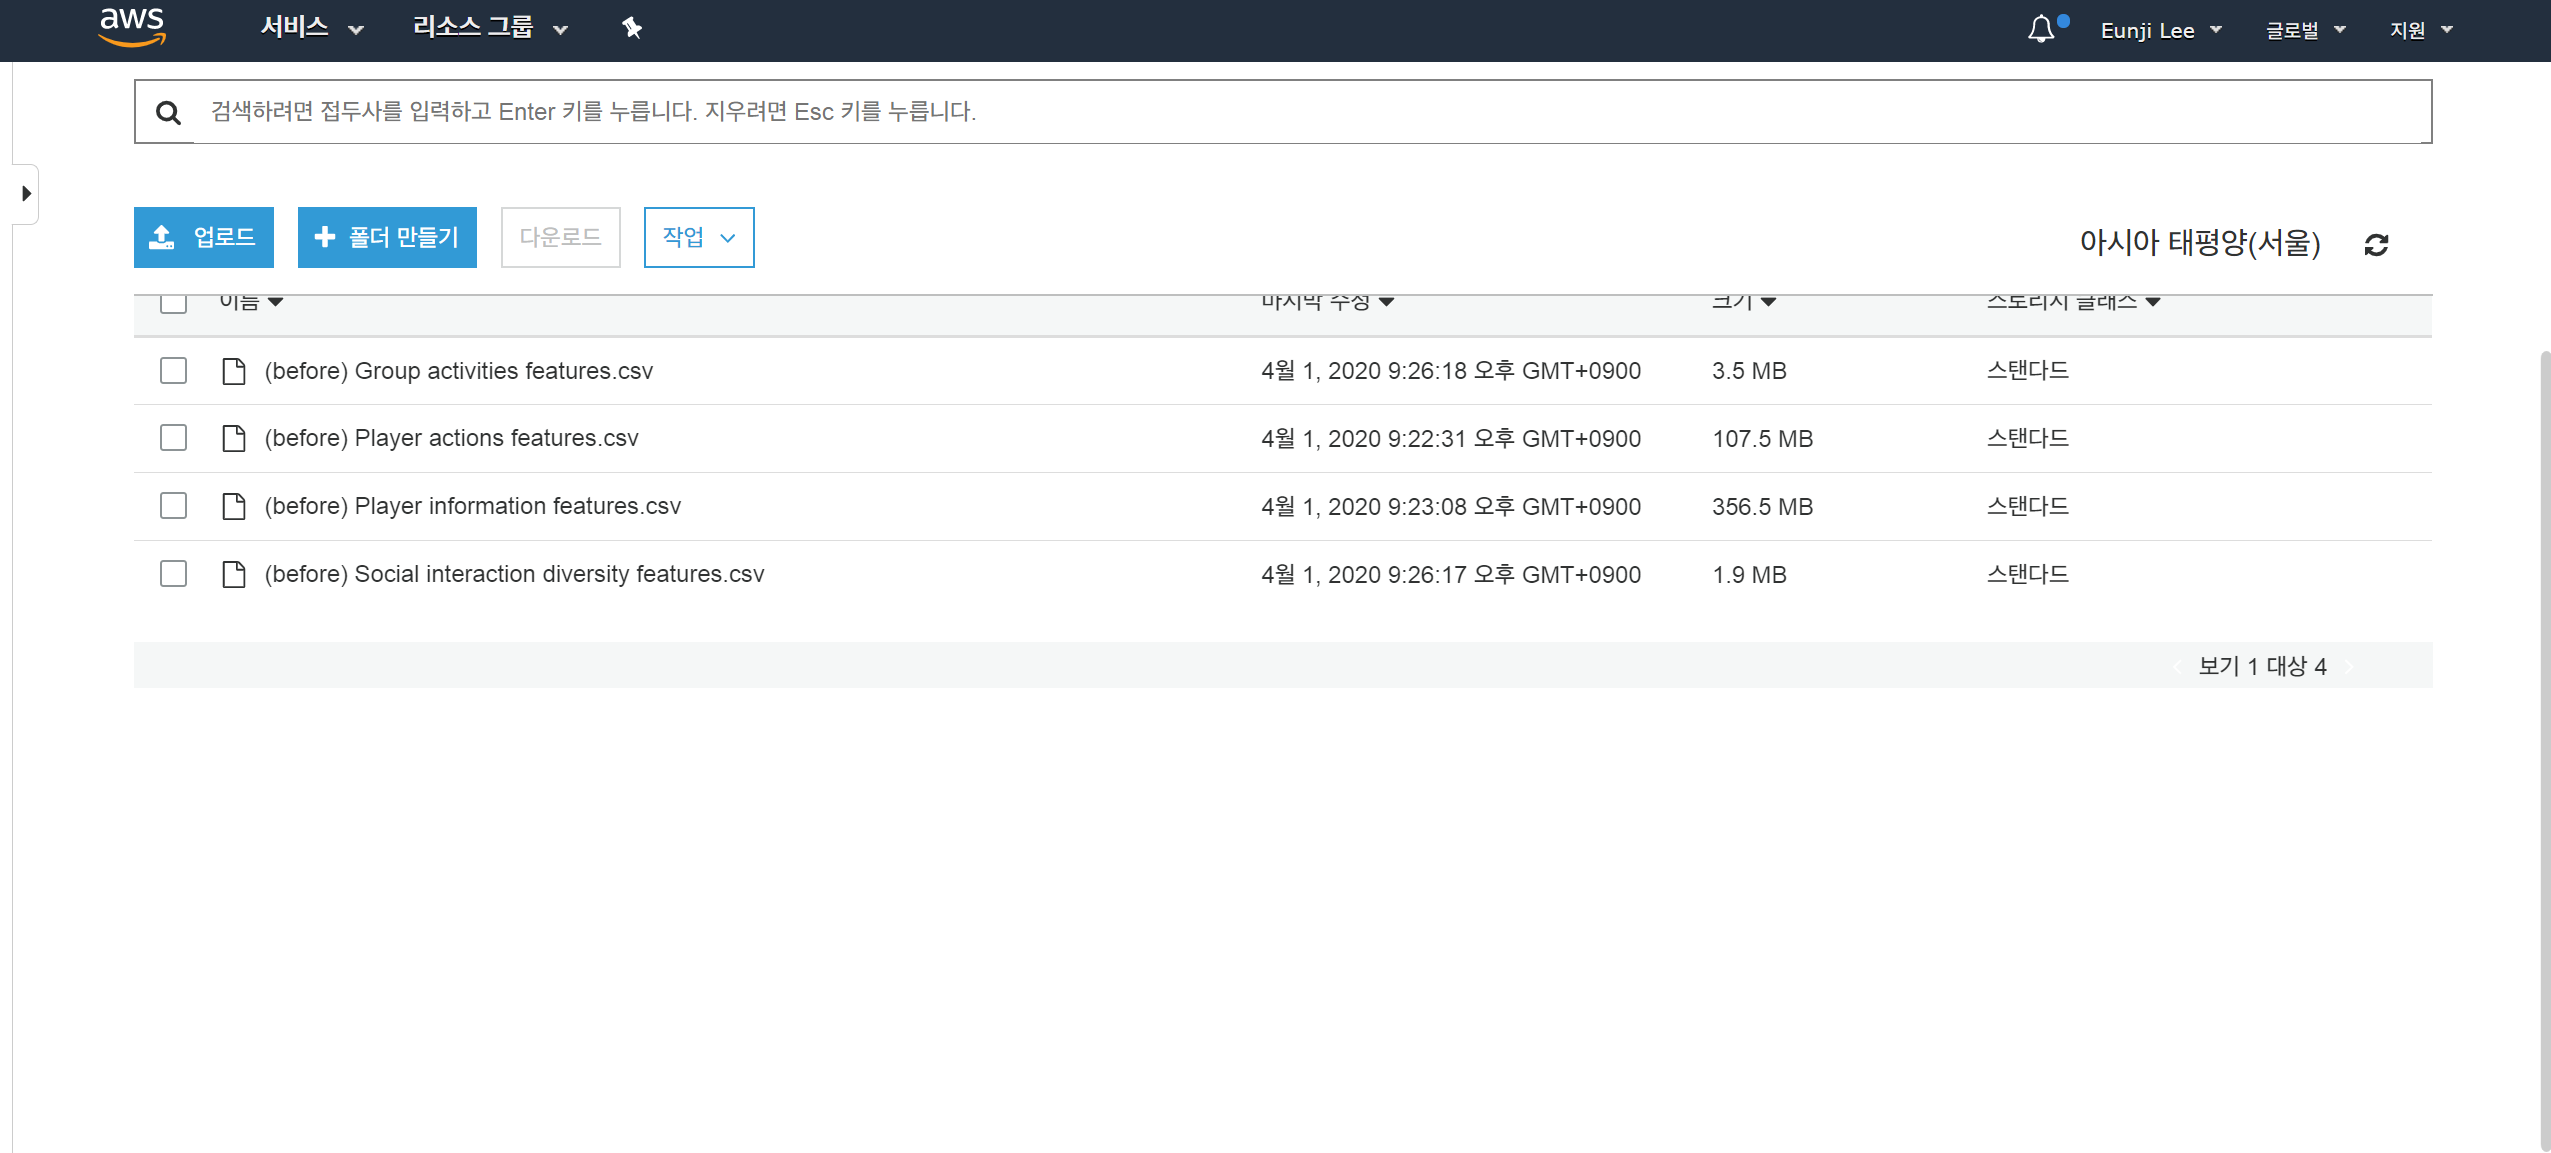 aws 서비스 리소스 그룹 Eunji Lee 글로벌 지원
검색하려면 접두사를 입력하고 Enter 키를 누릅니다. 지우려면 Esc 키를 누릅니다.
업로드 폴더 만들기 다운로드 작업 아시아 태평양(서울)
이름 마지막 수정 크기 스토리지 클래스
(before) Group activities features.csv 4월 1, 2020 9:26:18 오후 GMT+0900 3.5 MB 스탠다드
(before) Player actions features.csv 4월 1, 2020 9:22:31 오후 GMT+0900 107.5 MB 스탠다드
(before) Player information features.csv 4월 1, 2020 9:23:08 오후 GMT+0900 356.5 MB 스탠다드
(before) Social interaction diversity features.csv 4월 1, 2020 9:26:17 오후 GMT+0900 1.9 MB 스탠다드
보기 1 대상 4